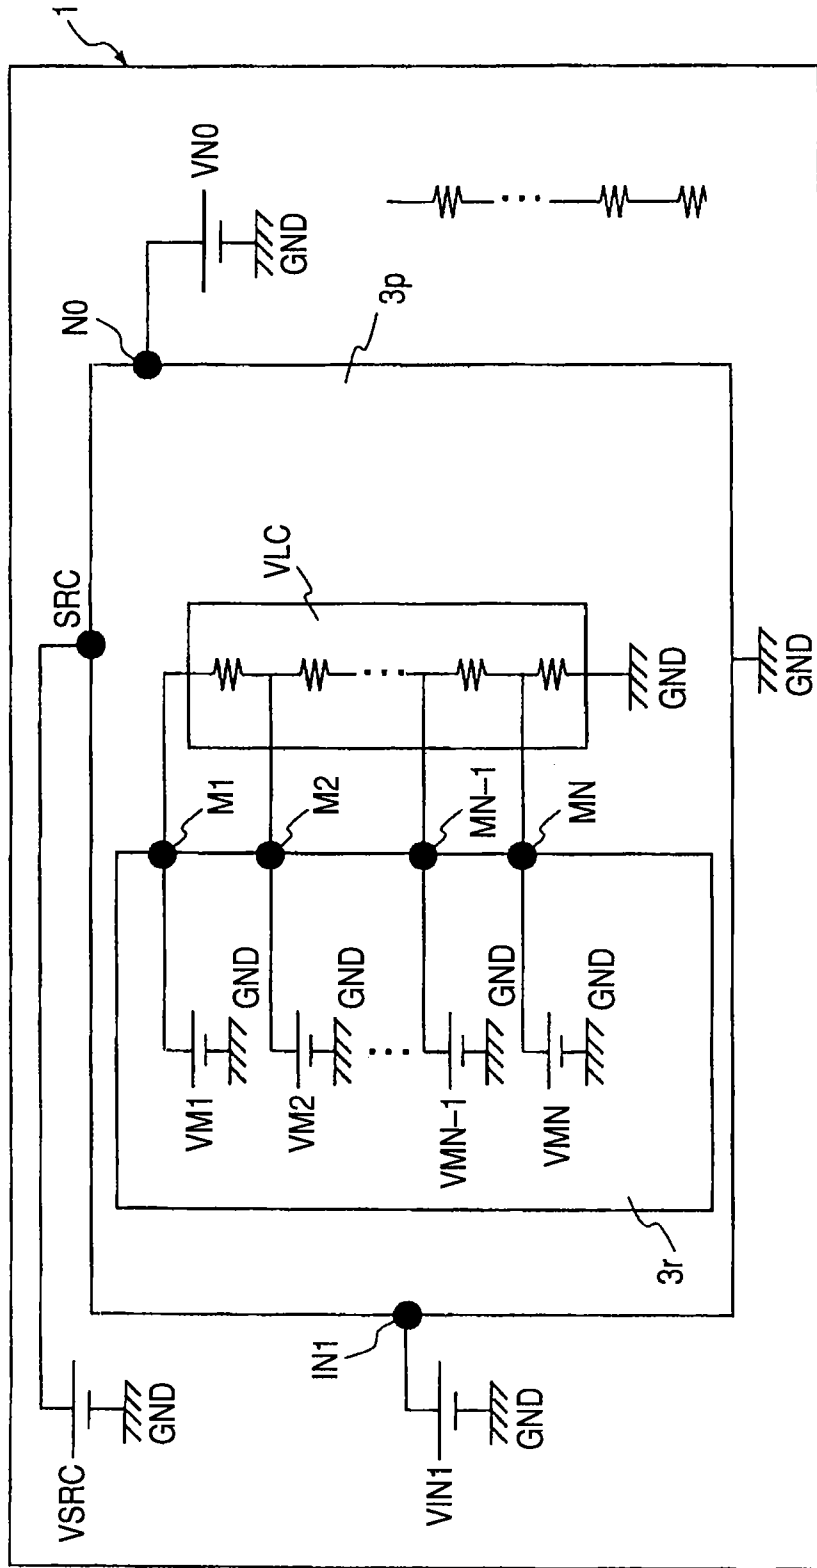 1
VN0
GND
N0
3p
SRC
VLC
GND
GND
M1
M2
MN-1
MN
GND
GND
GND
GND
VM1
VM2
VMN-1
VMN
3r
IN1
VSRC
GND
VIN1
GND